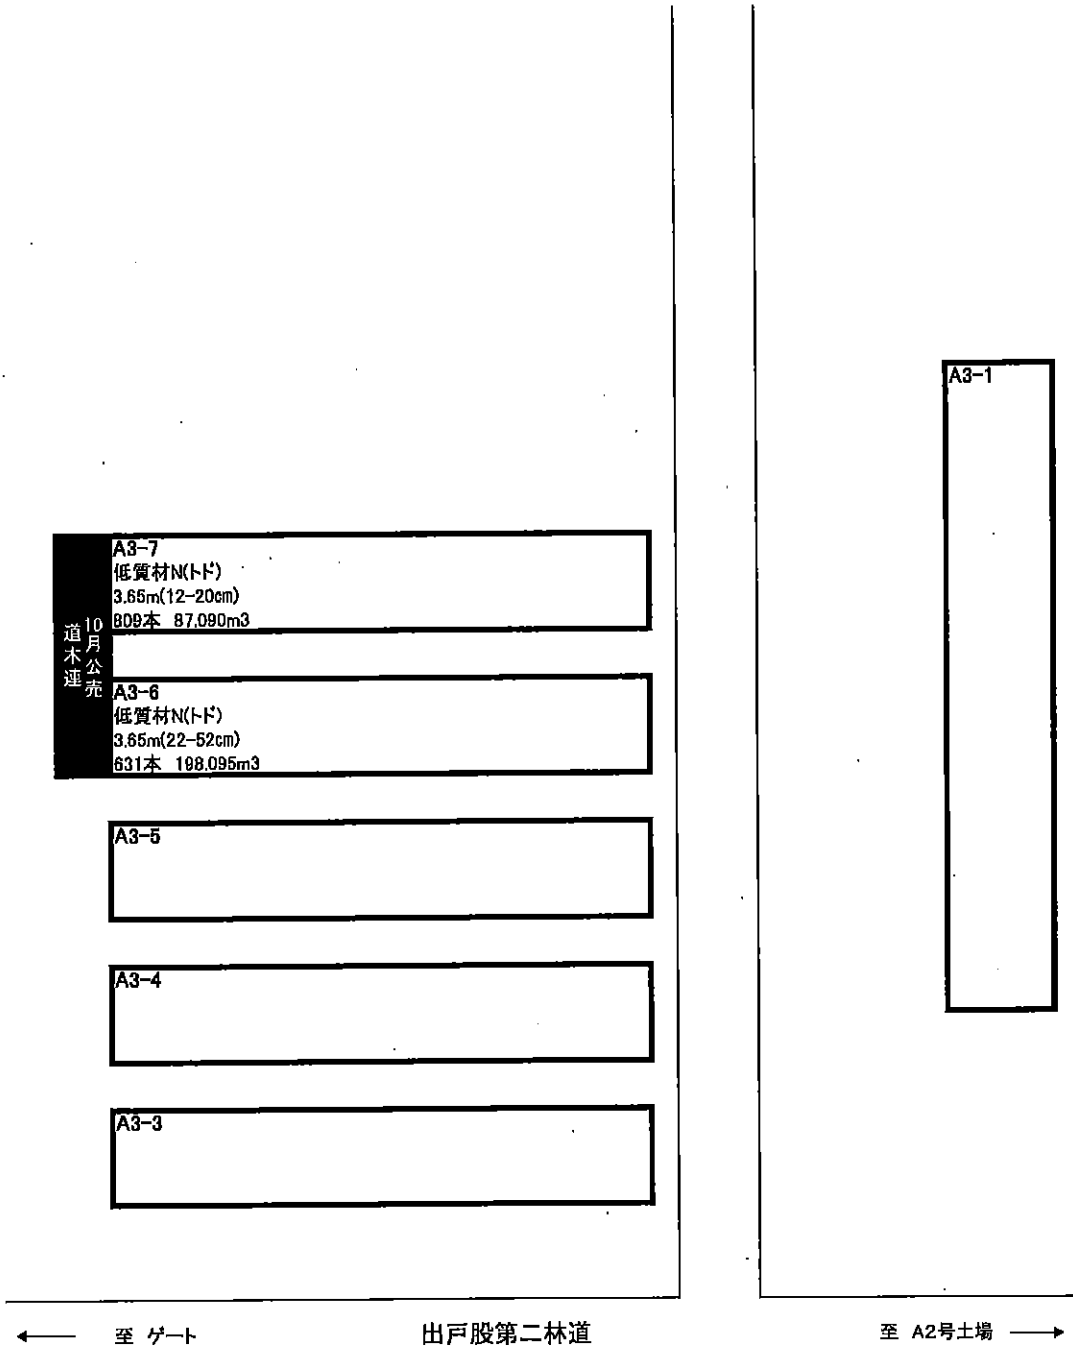 A3-1
A3-7
低質材N(トド)
3.65m(12-20cm)
809本 87.090m3
10月公売
道木連
A3-6
低質材N(トド)
3.65m(22-52cm)
631本 198.095m3
A3-5
A3-4
A3-3
← 至 ゲート
出戸股第二林道
至 A2号土場 →